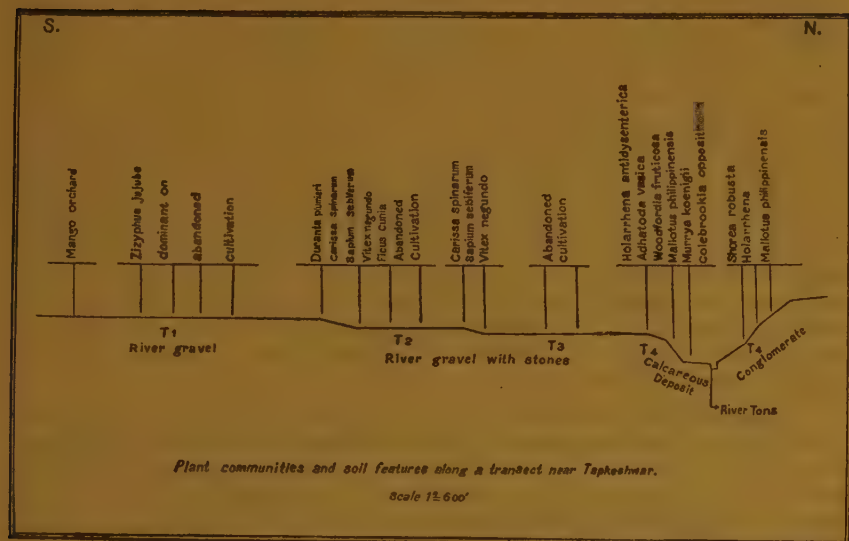 S.
N.
Mango orchard
Zizyphus jujuba
dominant on
abandoned
cultivation
Duranta plumeri
Carissa spinarum
Sapium sebiferum
Vitex negundo
Ficus Cunia
Abandoned
Cultivation
Carissa spinarum
Sapium sebiferum
Vitex negundo
Abandoned
cultivation
Holarrhena antidysenterica
Adhatoda vasica
Woodfordia fruticosa
Mallotus philippinensis
Murrya koenigii
Colebrookia
Shorea robusta
Holarrhena
Mallotus philippinensis
T1
River gravel
T2
T3
River gravel with stones
T4
Calcareous
Deposit
T4
Conglomerate
River Tons
Plant communities and soil features along a transect near Tapkeshwar.
Scale 1"=600'